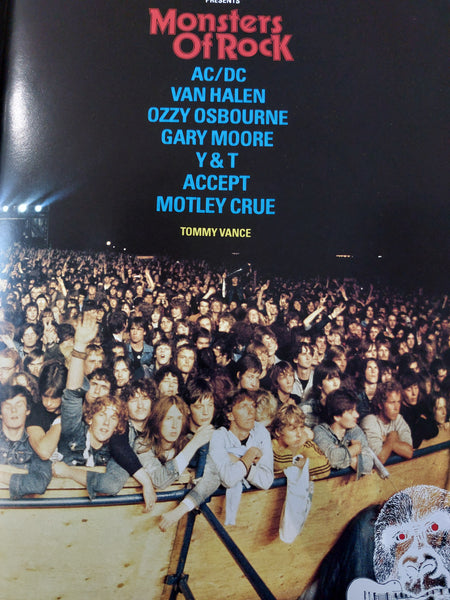 PRESENTS
Monsters
Of Rock
AC/DC
VAN HALEN
OZZY OSBOURNE
GARY MOORE
Y & T
ACCEPT
MOTLEY CRUE
TOMMY VANCE